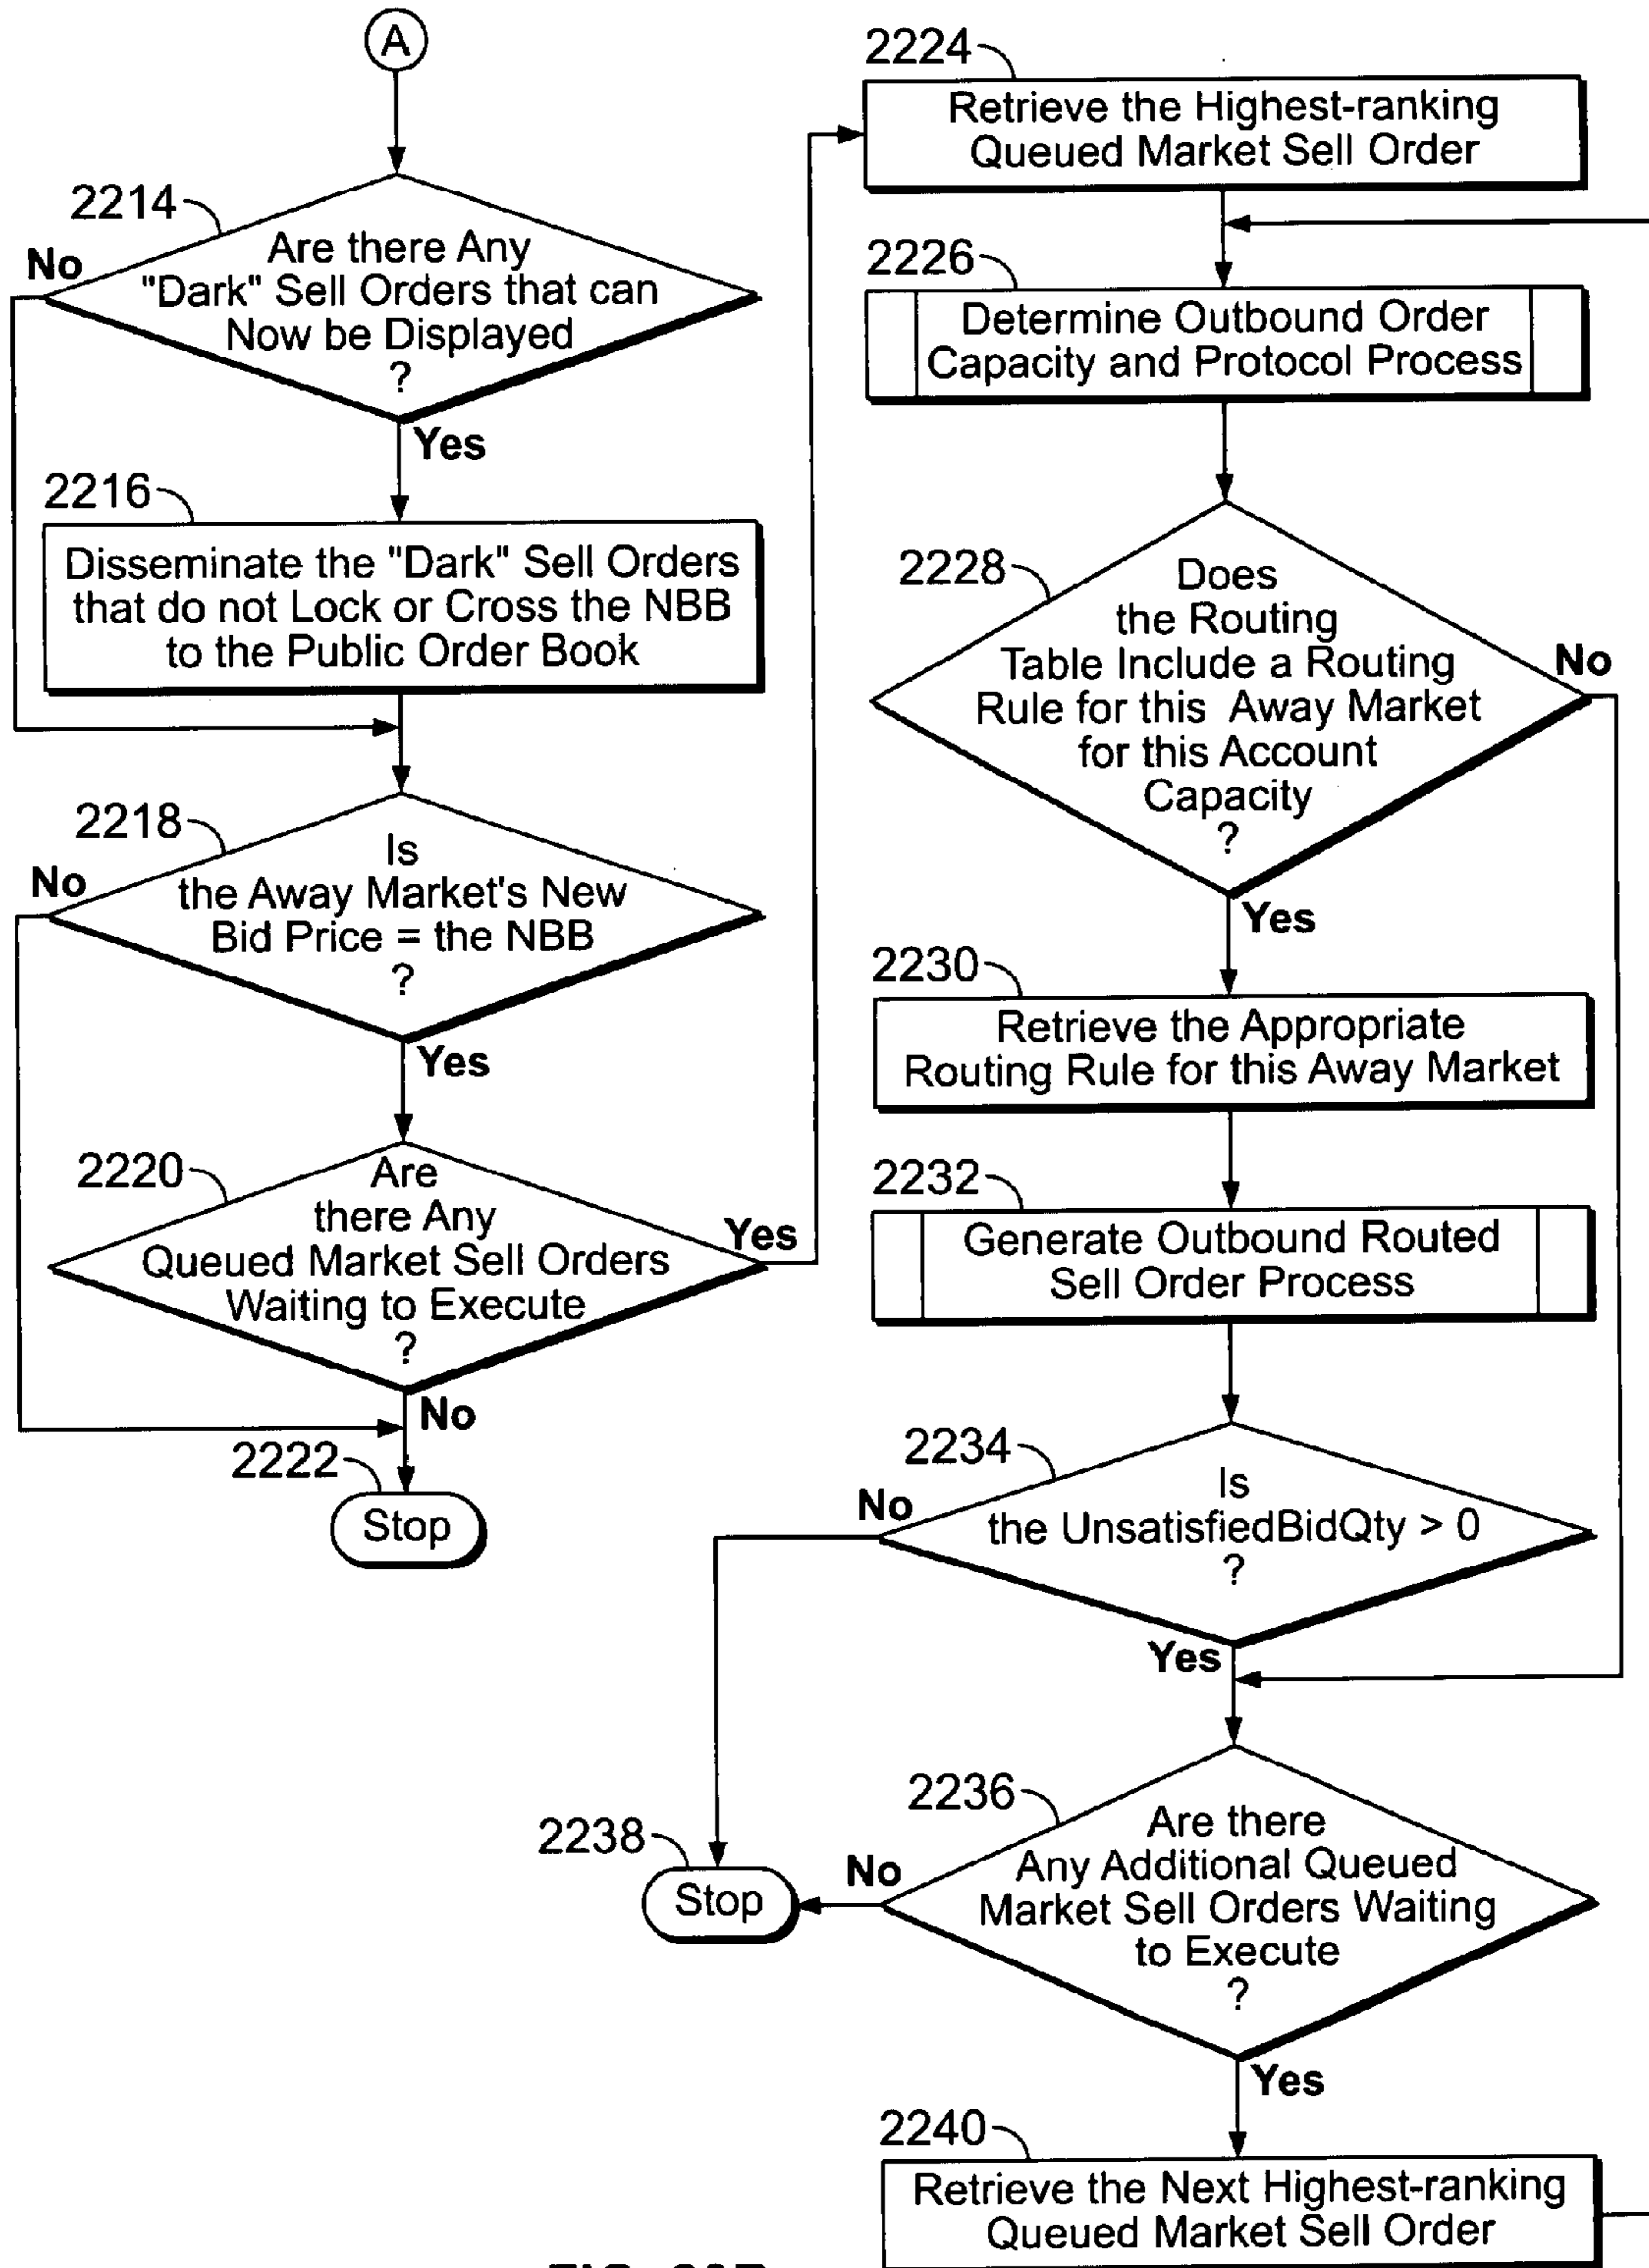 A
2214
No
Are there Any
"Dark" Sell Orders that can
Now be Displayed
?
Yes
2216
Disseminate the "Dark" Sell Orders
that do not Lock or Cross the NBB
to the Public Order Book
2218
No
Is
the Away Market's New
Bid Price = the NBB
?
Yes
2220
Are
there Any
Queued Market Sell Orders
Waiting to Execute
?
Yes
No
2222
Stop
2224
Retrieve the Highest-ranking
Queued Market Sell Order
2226
Determine Outbound Order
Capacity and Protocol Process
2228
Does
the Routing
Table Include a Routing
Rule for this Away Market
for this Account
Capacity
?
No
Yes
2230
Retrieve the Appropriate
Routing Rule for this Away Market
2232
Generate Outbound Routed
Sell Order Process
2234
No
Is
the UnsatisfiedBidQty > 0
?
Yes
2236
2238
Stop
No
Are there
Any Additional Queued
Market Sell Orders Waiting
to Execute
?
Yes
2240
Retrieve the Next Highest-ranking
Queued Market Sell Order